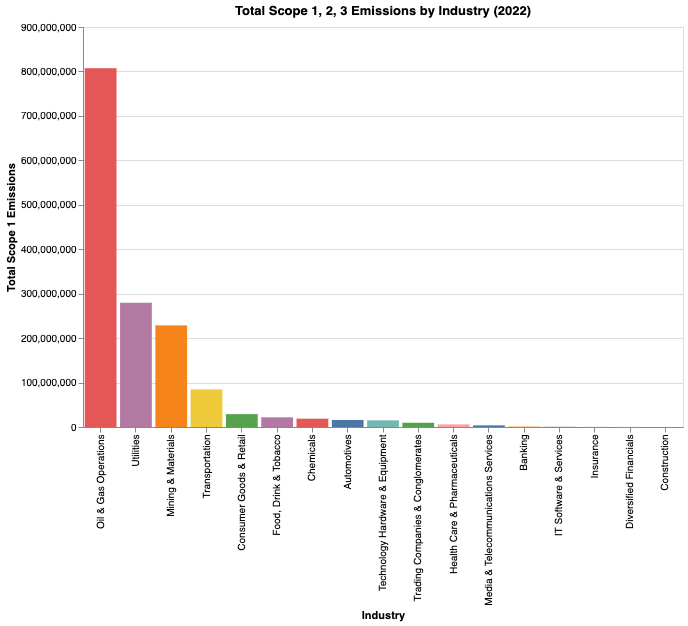 Total Scope 1, 2, 3 Emissions by Industry (2022)
Total Scope 1 Emissions
900,000,000
800,000,000
700,000,000
600,000,000
500,000,000
400,000,000
300,000,000
200,000,000
100,000,000
0
Oil & Gas Operations
Utilities
Mining & Materials
Transportation
Consumer Goods & Retail
Food, Drink & Tobacco
Chemicals
Automotives
Technology Hardware & Equipment
Trading Companies & Conglomerates
Health Care & Pharmaceuticals
Media & Telecommunications Services
Banking
IT Software & Services
Insurance
Diversified Financials
Construction
Industry